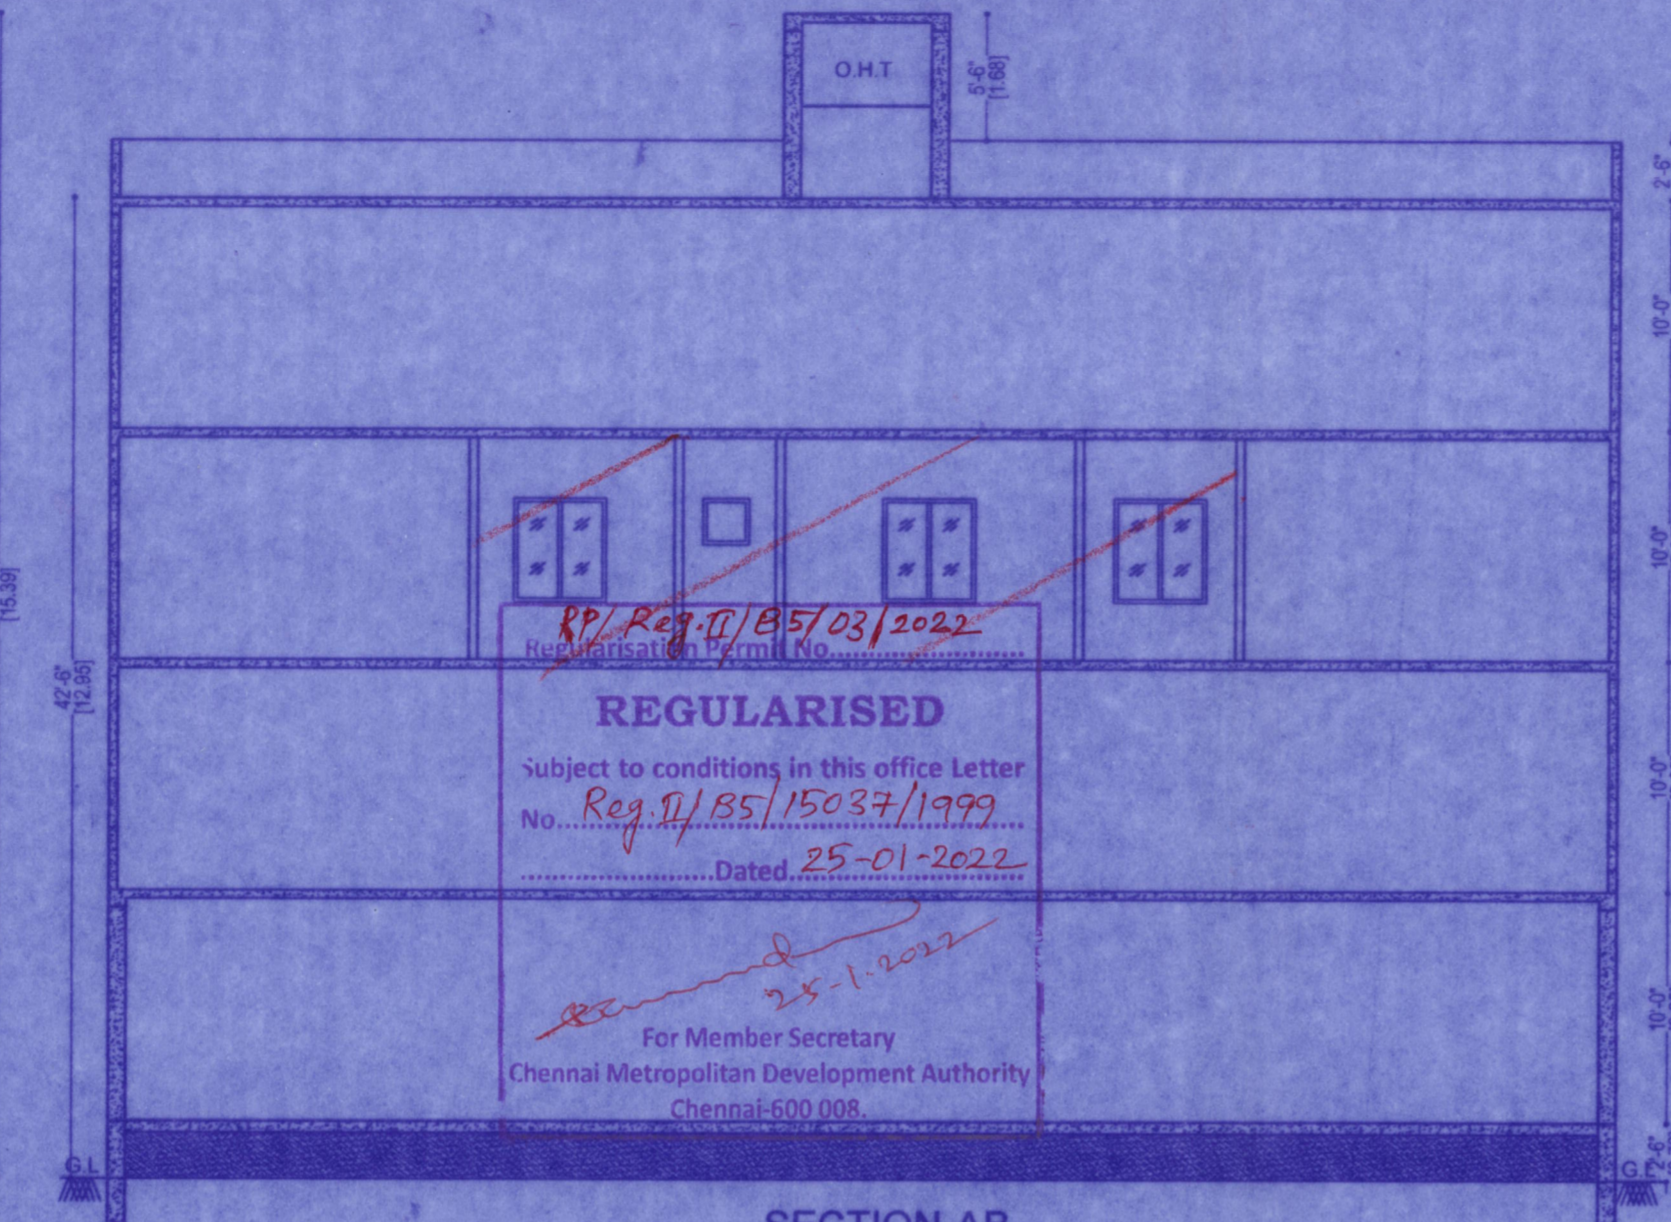 O.H.T
5'-6"
[1.68]
2'-6"
10'-0"
10'-0"
[15.39]
RP/ Reg.II/B5/03/2022
Regularisation Permit No.
42'-6"
[12.95]
REGULARISED
Subject to conditions in this office Letter
10'-0"
No. Reg.II/B5/15037/1999
Dated 25-01-2022
25-1-2022
10'-0"
For Member Secretary
Chennai Metropolitan Development Authority
Chennai-600 008.
G.L
G.L
2'-6"
SECTION AB